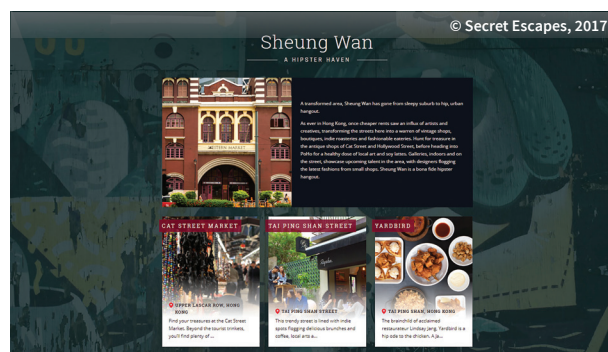 © Secret Escapes, 2017
Sheung Wan
A HIPSTER HAVEN
WESTERN MARKET
A transformed area, Sheung Wan has gone from sleepy suburb to hip, urban
hangout.
As ever in Hong Kong, once cheaper rents saw an influx of artists and
creatives, transforming the streets here into a warren of vintage shops,
boutiques, indie roasteries and fashionable eateries. Hunt for treasure in
the antique shops of Cat Street and Hollywood Street, before heading into
PoHo for a healthy dose of local art and soy lattes. Galleries, indoors and on
the street, showcase upcoming talent in the area, with designers flogging
the latest fashions from small shops. Sheung Wan is a bona fide hipster
hangout.
CAT STREET MARKET
UPPER LASCAR ROW, HONG
KONG
Find your treasures at the Cat Street
Market. Beyond the tourist trinkets,
you'll find plenty of ...
TAI PING SHAN STREET
TAI PING SHAN STREET
This trendy street is lined with indie
spots flogging delicious brunches and
coffee, local arts a...
YARDBIRD
TAI PING SHAN, HONG KONG
The brainchild of acclaimed
restaurateur Lindsey Jang, Yardbird is a
hip ode to the chicken. A ja...